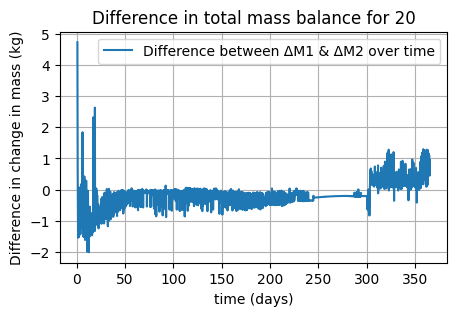 Difference in total mass balance for 20
Difference between ΔM1 & ΔM2 over time
Difference in change in mass (kg)
5
4
3
2
1
0
−1
−2
0 50 100 150 200 250 300 350
time (days)